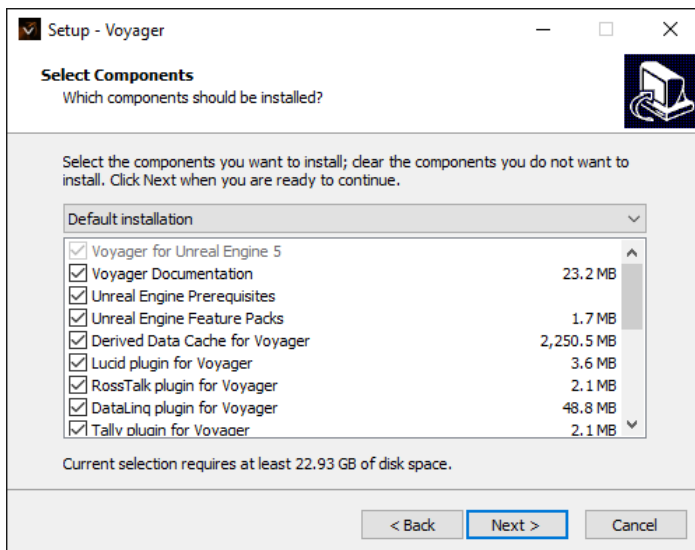 Setup - Voyager
Select Components
Which components should be installed?
Select the components you want to install; clear the components you do not want to
install. Click Next when you are ready to continue.
Default installation
Voyager for Unreal Engine 5
Voyager Documentation 23.2 MB
Unreal Engine Prerequisites
Unreal Engine Feature Packs 1.7 MB
Derived Data Cache for Voyager 2,250.5 MB
Lucid plugin for Voyager 3.6 MB
RossTalk plugin for Voyager 2.1 MB
DataLinq plugin for Voyager 48.8 MB
Tally plugin for Voyager 2.1 MB
Current selection requires at least 22.93 GB of disk space.
< Back Next > Cancel